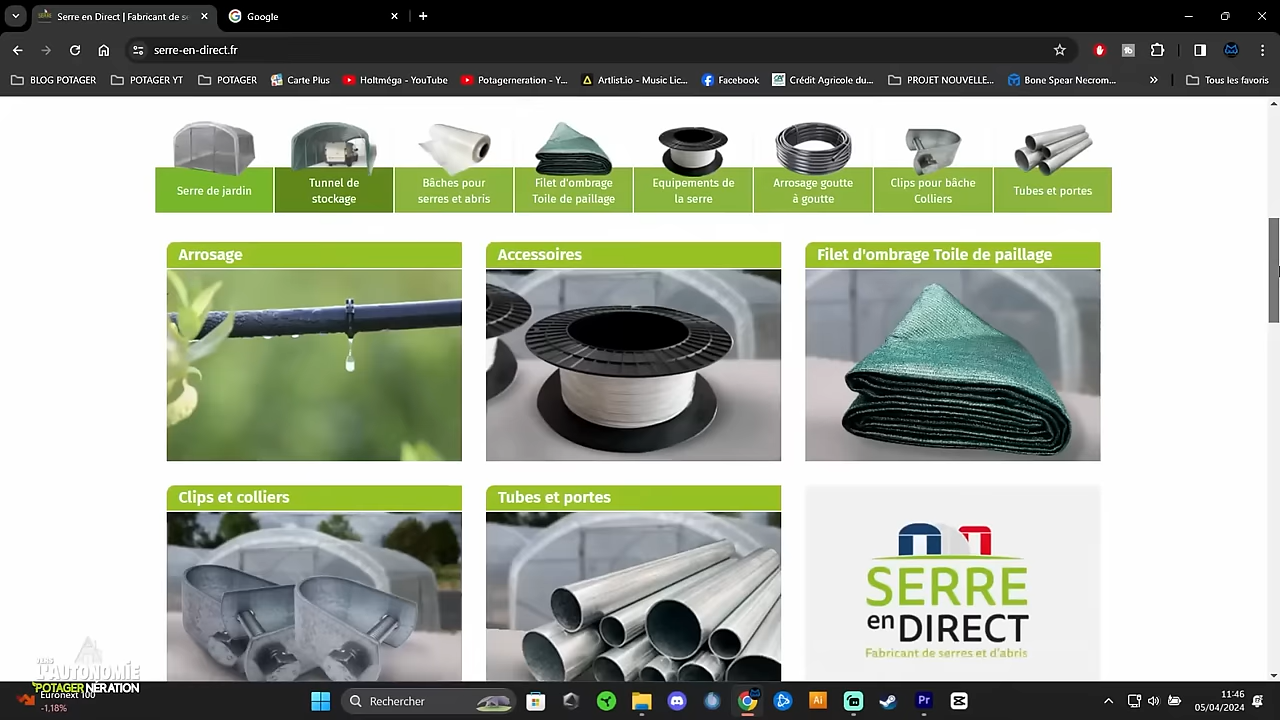 Serre en Direct | Fabricant de se
Google
serre-en-direct.fr
BLOG POTAGER
POTAGER YT
POTAGER
Carte Plus
Holtméga - YouTube
Potagerneration - Y...
Artlist.io - Music Lic...
Facebook
Crédit Agricole du...
PROJET NOUVELLE...
Bone Spear Necrom...
Tous les favoris
Serre de jardin
Tunnel de
stockage
Bâches pour
serres et abris
Filet d'ombrage
Toile de paillage
Equipements de
la serre
Arrosage goutte
à goutte
Clips pour bâche
Colliers
Tubes et portes
Arrosage
Accessoires
Filet d'ombrage Toile de paillage
Clips et colliers
Tubes et portes
SERRE
en DIRECT
Fabricant de serres et d'abris
VERS
L'AUTONOMIE
POTAGER NÉRATION
Euronext 100
-1,18%
Rechercher
11:46
05/04/2024